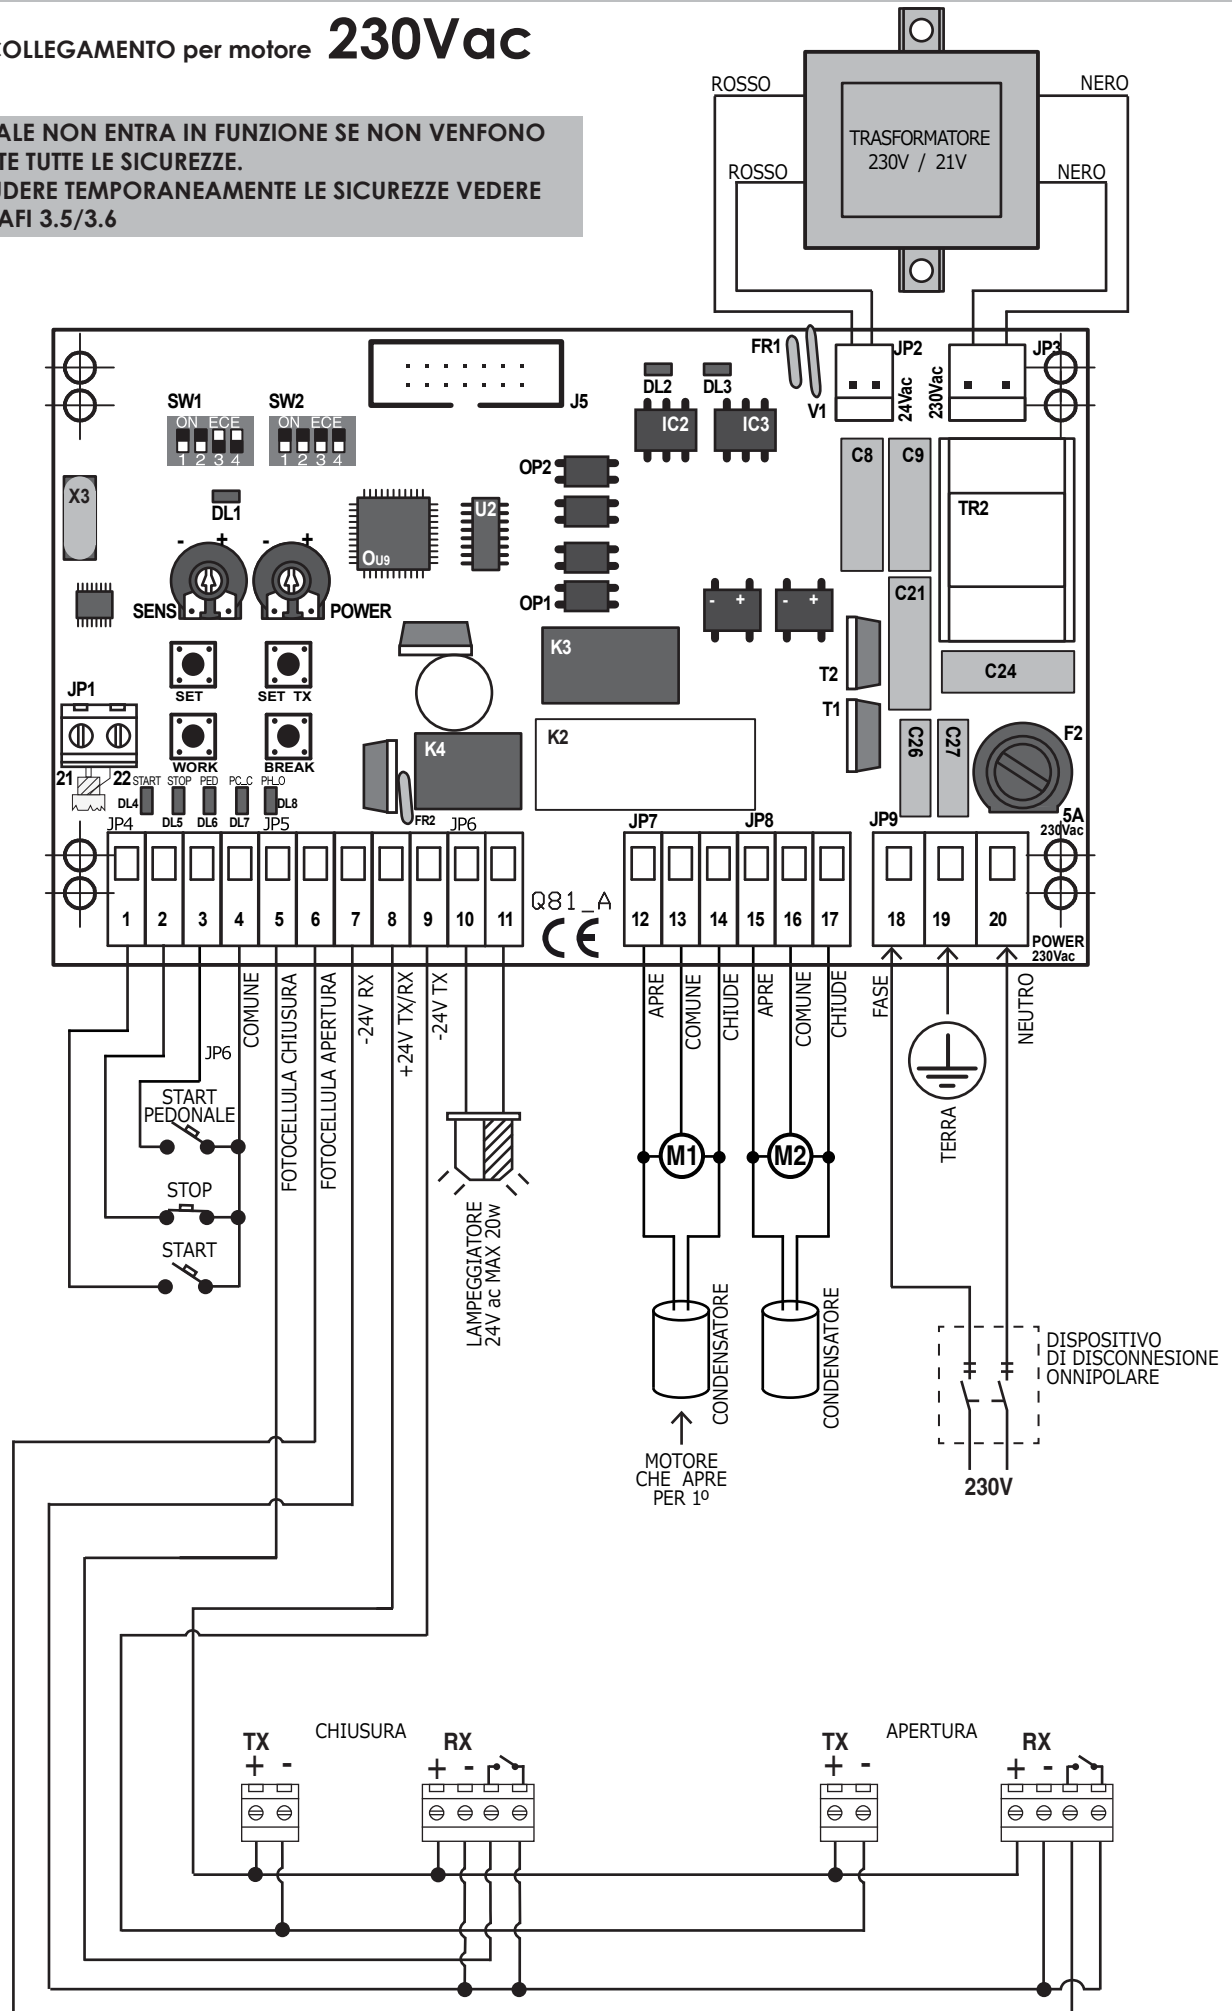 COLLEGAMENTO per motore 230Vac
ALE NON ENTRA IN FUNZIONE SE NON VENFONO
TE TUTTE LE SICUREZZE.
UDERE TEMPORANEAMENTE LE SICUREZZE VEDERE
AFI 3.5/3.6
ROSSO
NERO
TRASFORMATORE
230V / 21V
ROSSO
NERO
FR1
V1
JP2
24Vac
230Vac
JP3
SW1
SW2
ON ECE
1 2 3 4
ON ECE
1 2 3 4
J5
DL2
DL3
IC2
IC3
X3
DL1
OP2
U2
C8
C9
TR2
- +
- +
OU9
SENS
POWER
OP1
- +
- +
C21
K3
T2
C24
SET
SET TX
JP1
T1
K4
K2
C26
C27
F2
WORK
BREAK
21
22
START
STOP
PED
PC_C
PH_O
DL4
DL5
DL6
DL7
DL8
FR2
5A
230Vac
JP4
JP5
JP6
JP7
JP8
JP9
1 2 3 4 5 6 7 8 9 10 11
Q81_A
CE
12 13 14 15 16 17
18 19 20
POWER
230Vac
COMUNE
FOTOCELLULA CHIUSURA
FOTOCELLULA APERTURA
-24V RX
+24V TX/RX
-24V TX
APRE
COMUNE
CHIUDE
APRE
COMUNE
CHIUDE
FASE
NEUTRO
JP6
START
PEDONALE
STOP
START
LAMPEGGIATORE
24V ac MAX 20w
M1
M2
TERRA
CONDENSATORE
CONDENSATORE
MOTORE
CHE APRE
PER 1º
DISPOSITIVO
DI DISCONNESIONE
ONNIPOLARE
230V
CHIUSURA
APERTURA
TX
+ -
RX
+ -
TX
+ -
RX
+ -